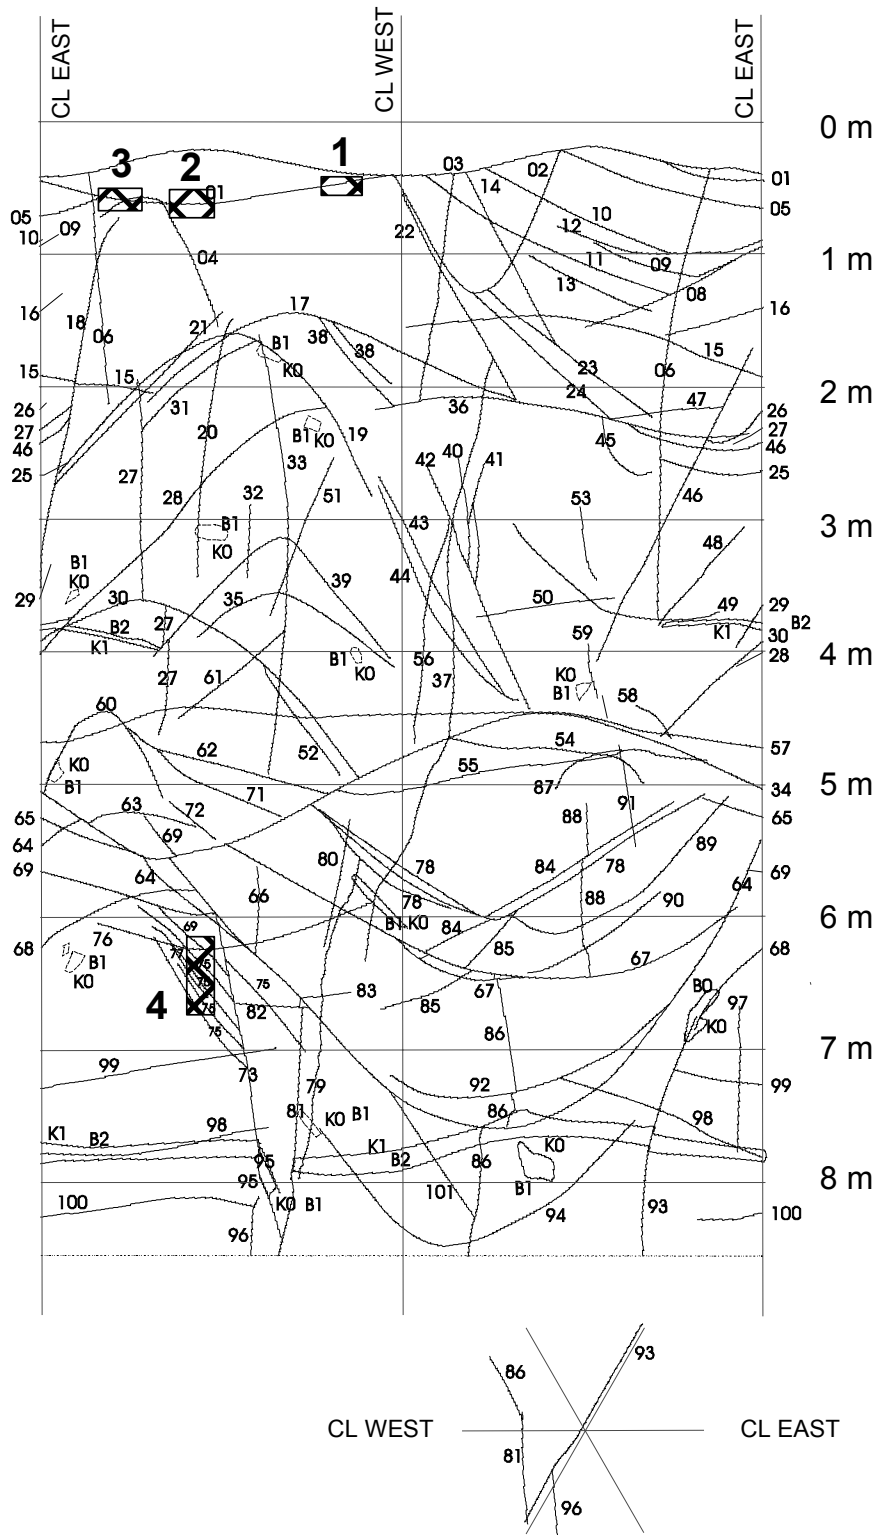 CL EAST CL WEST CL EAST
0 m
3 2 1 03 02
01 14 01
05 05
09 10
10 22 12
04 11 09 1 m
13 08
16 17 16
18 06 21 B1 38 38 15
15 15 K0 23 06
24 2 m
26 31 36 47 26
27 20 B1 K0 19 45 27
46 46
25 27 33 42 40 41 25
28 32 51 53 46
B1 43 3 m
K0 48
B1 44
K0 39
29 30 35 50 49 29
B2 27 B2
K1 59 K1 30
B1 28
27 61 K0 56 K0 4 m
37 B1 58
60
62 52 54 57
K0 55
B1 71 87 34 5 m
65 63 72 91 65
64 69 88 89
69 64 80 78 84 78 69
66 78 88 90 64
69 B1 K0 84 6 m
68 76 77 75 85 67 68
B1 75
K0 75 83 67 B0 97
4 75 82 85
75 86 K0
7 m
99 73 79 92 99
81 K0 B1 86 98
K1 B2 98 K1 K0
95 B2 86
95 B1 8 m
100 K0 B1 101 94 93 100
96
86 93
CL WEST CL EAST
81
96